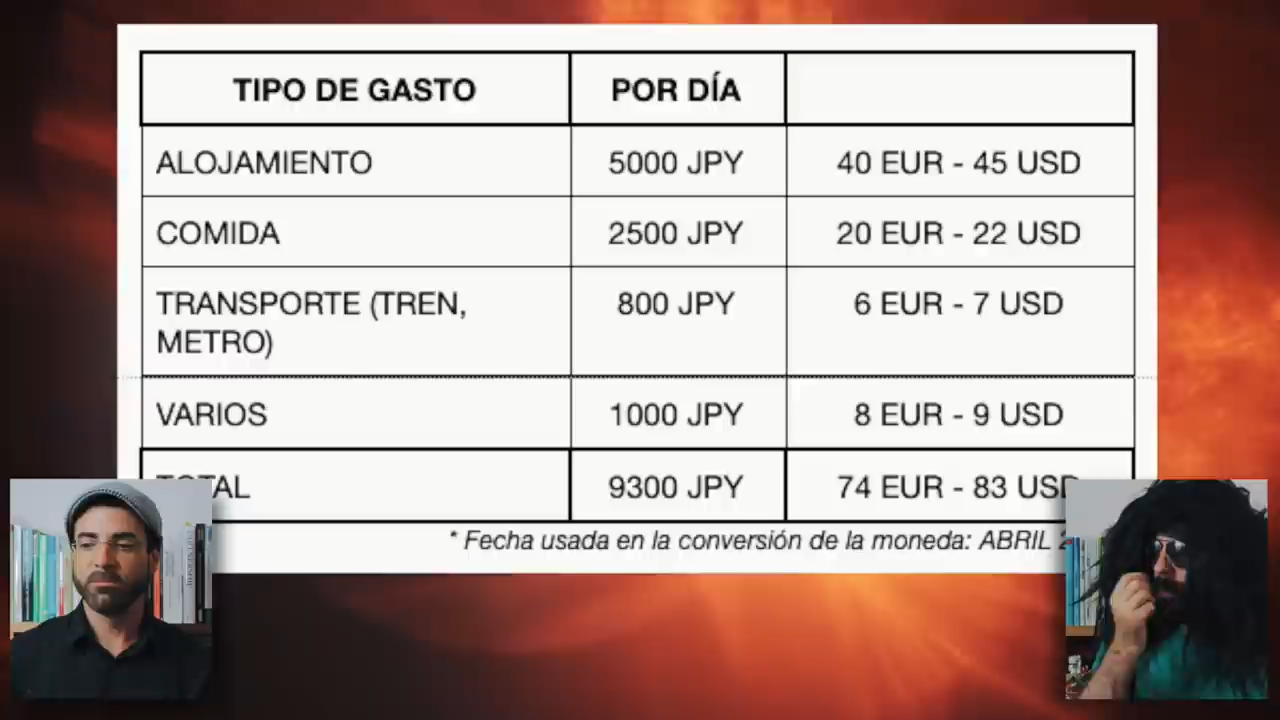 TIPO DE GASTO POR DÍA
ALOJAMIENTO 5000 JPY 40 EUR - 45 USD
COMIDA 2500 JPY 20 EUR - 22 USD
TRANSPORTE (TREN, 800 JPY 6 EUR - 7 USD
METRO)
VARIOS 1000 JPY 8 EUR - 9 USD
TOTAL 9300 JPY 74 EUR - 83 USD
* Fecha usada en la conversión de la moneda: ABRIL